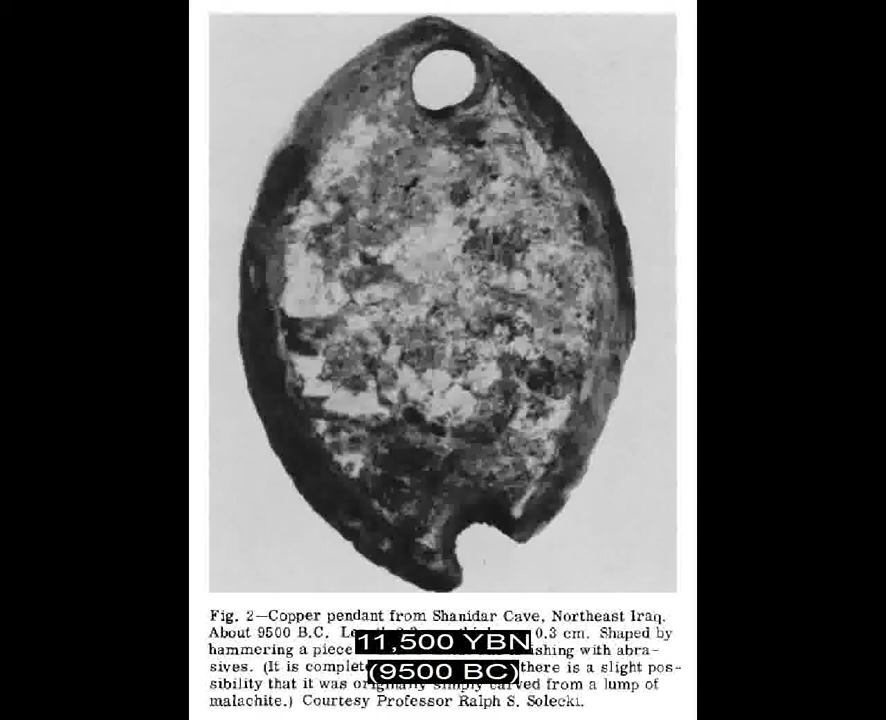 Fig. 2—Copper pendant from Shanidar Cave, Northeast Iraq.
About 9500 B.C. 0.3 cm. Shaped by
hammering a piece with abra-
sives. (It is there is a slight pos-
sibility that it was simply carved from a lump of
malachite.) Courtesy Professor Ralph S. Solecki.
11,500 YBN
(9500 BC)